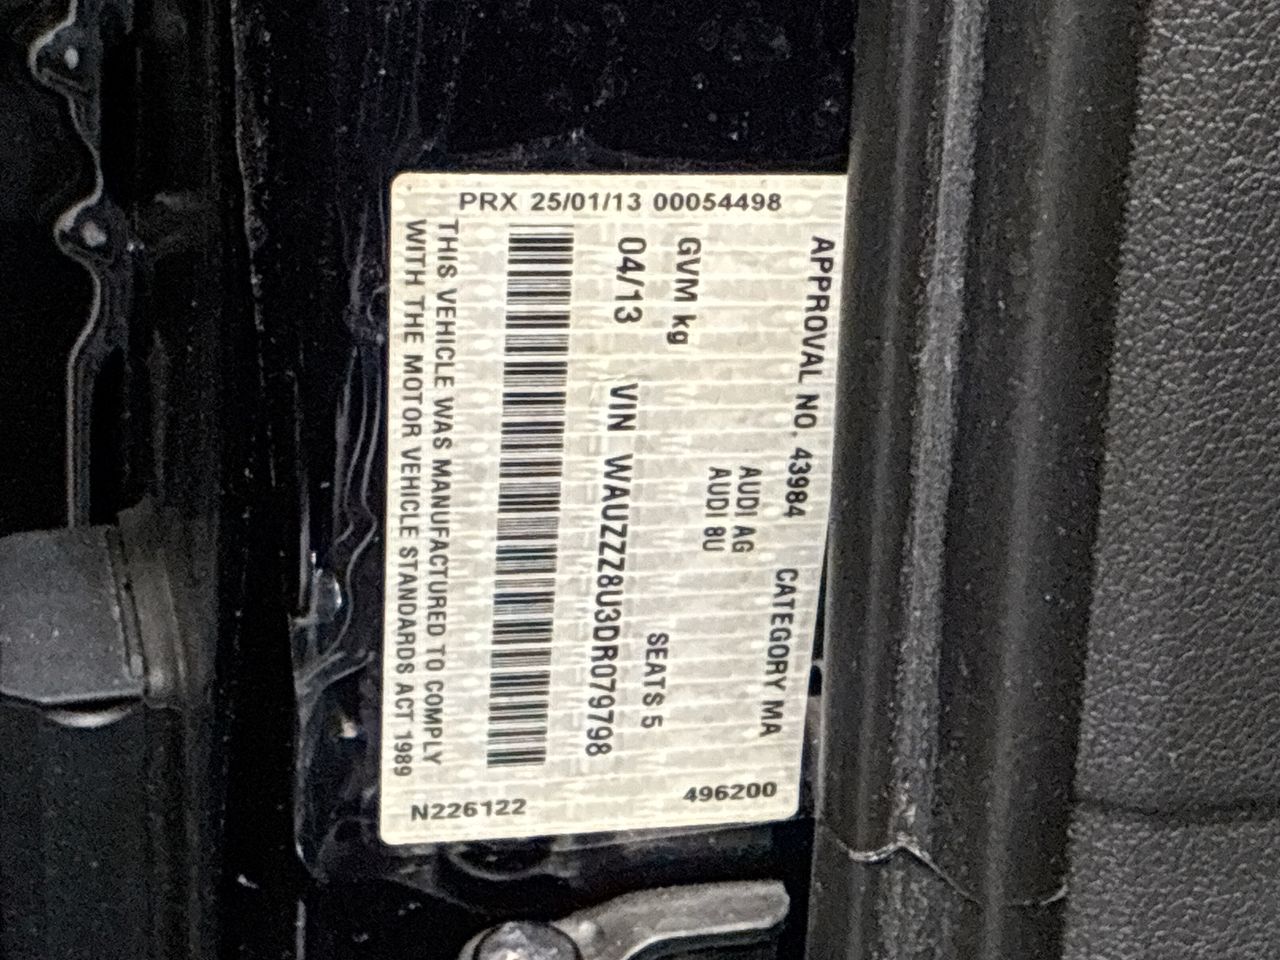 PRX 25/01/13 00054498
APPROVAL NO. 43984 CATEGORY MA
AUDI AG
AUDI 8U
GVM kg SEATS 5
04/13 VIN WAUZZZ8U3DR079798
THIS VEHICLE WAS MANUFACTURED TO COMPLY
WITH THE MOTOR VEHICLE STANDARDS ACT 1989
N226122 496200